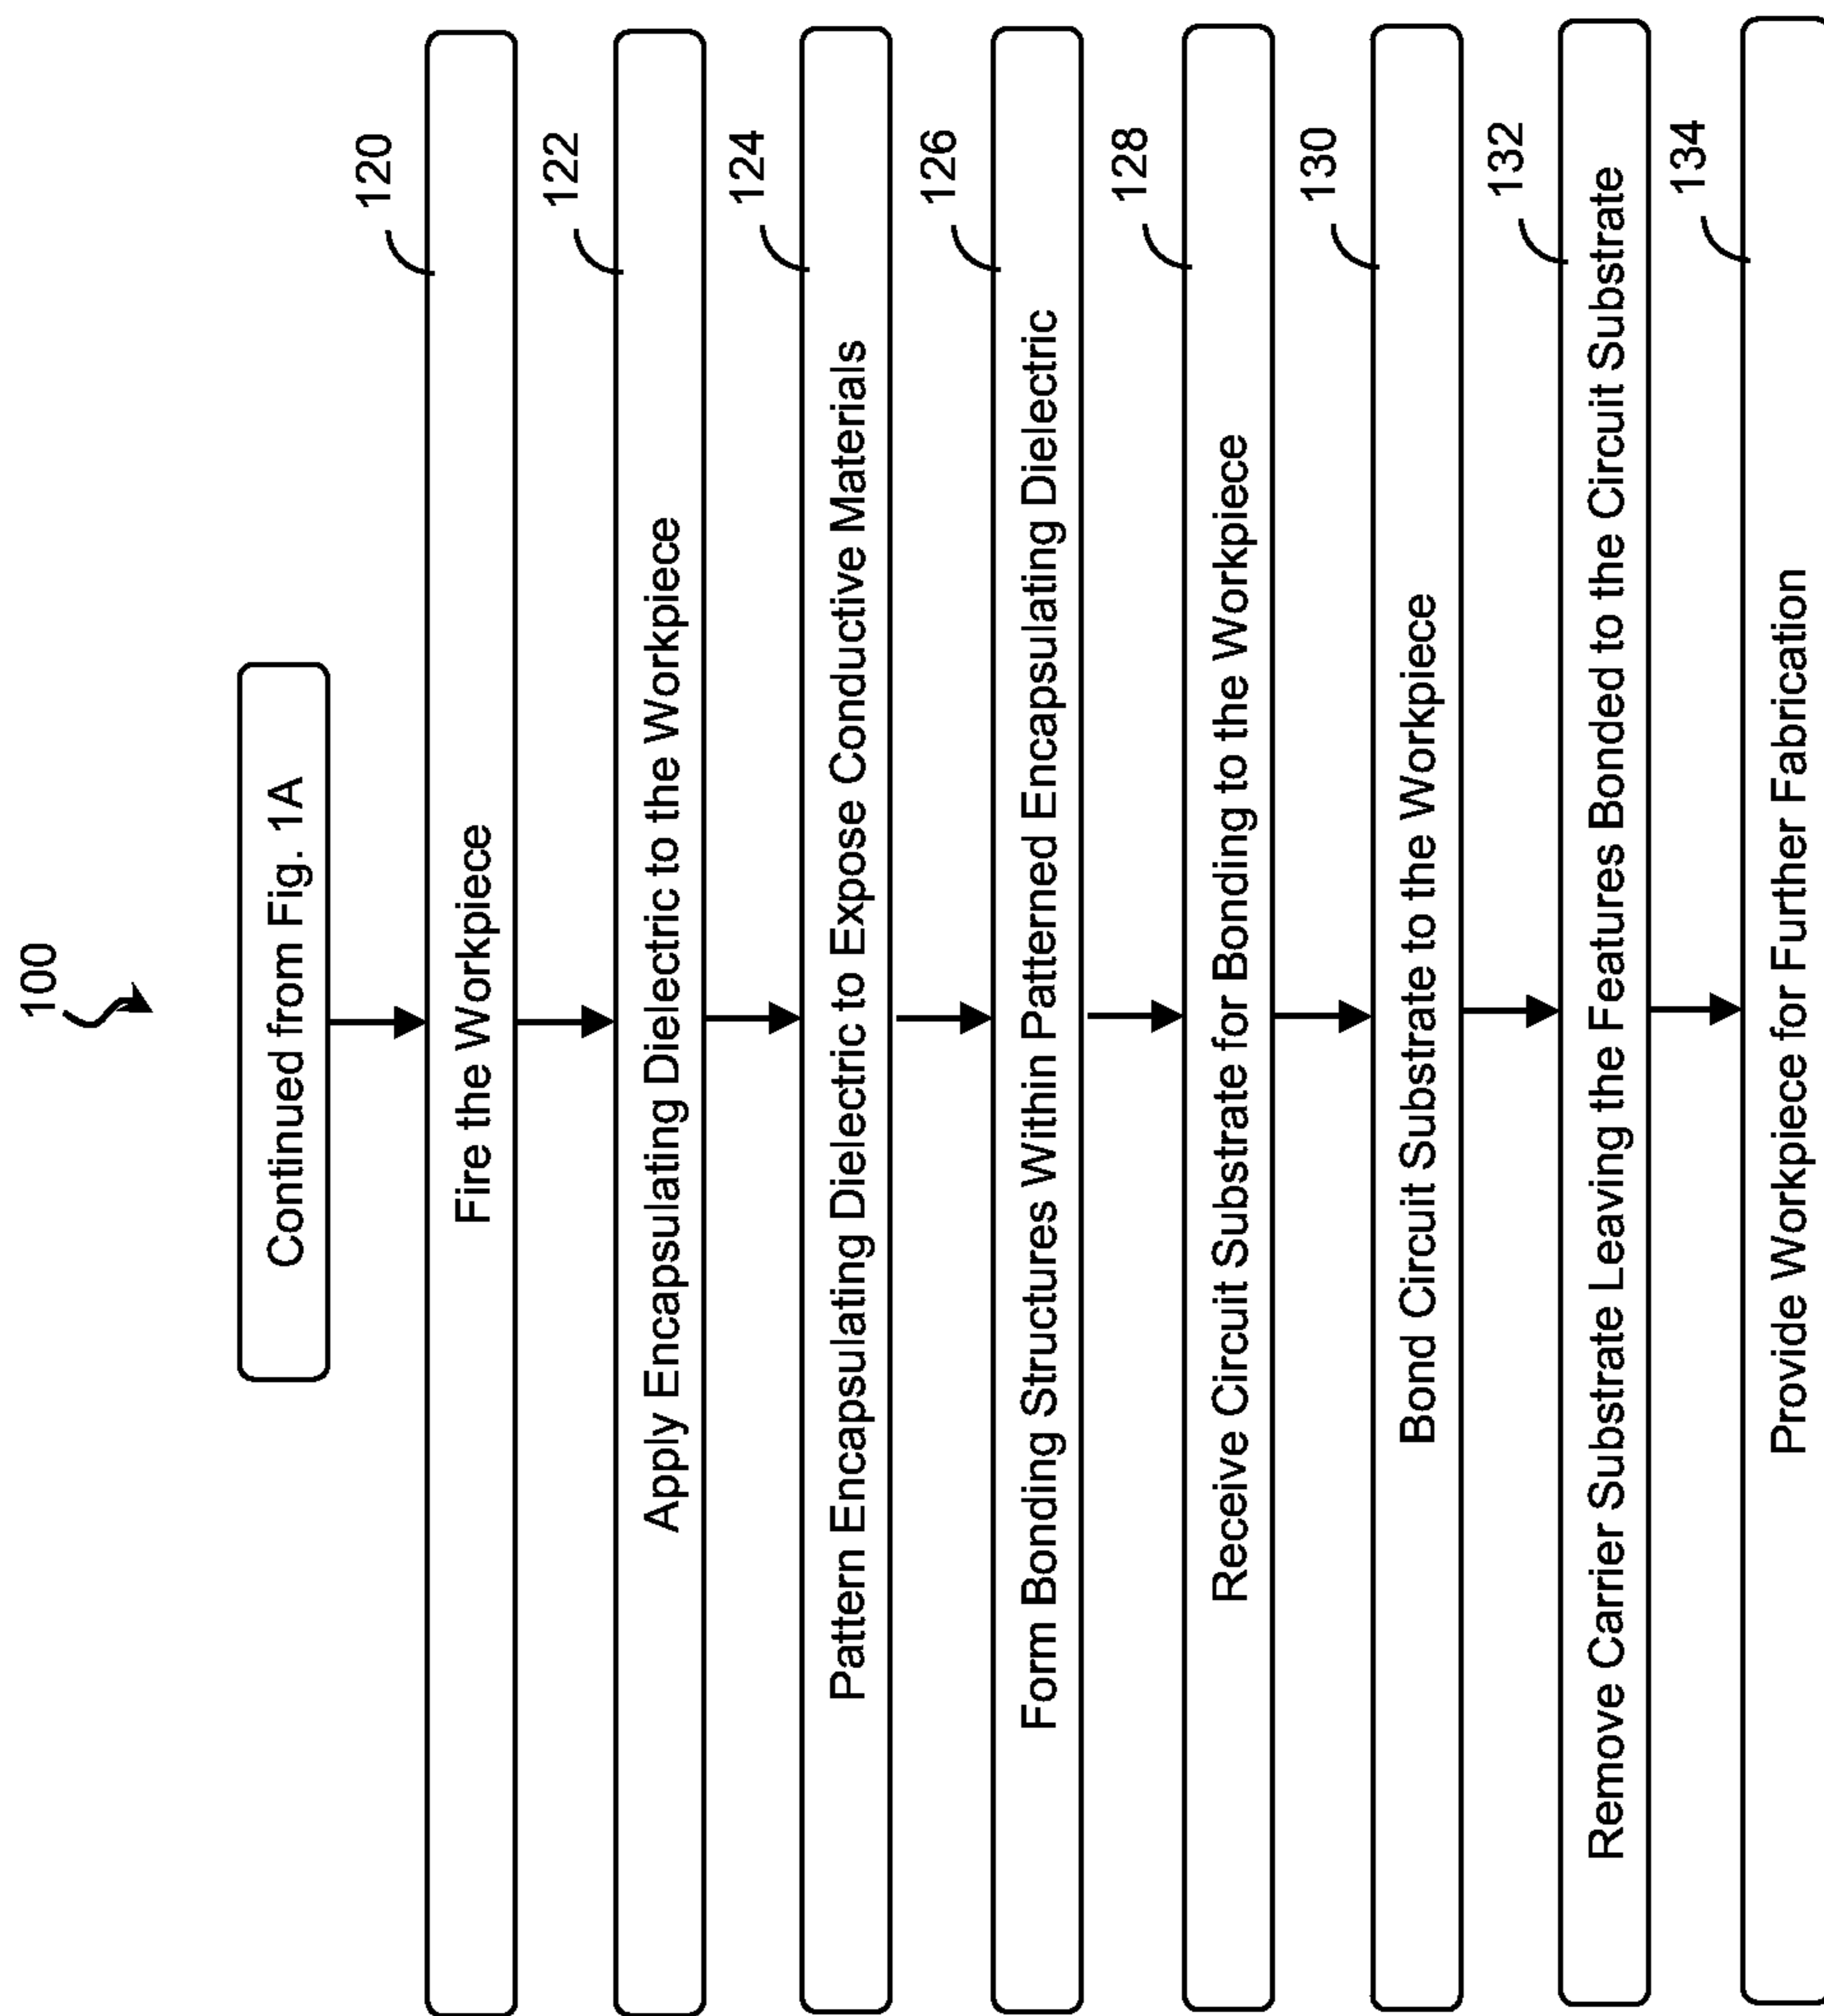 100
Continued from Fig. 1A
120
Fire the Workpiece
122
Apply Encapsulating Dielectric to the Workpiece
124
Pattern Encapsulating Dielectric to Expose Conductive Materials
126
Form Bonding Structures Within Patterned Encapsulating Dielectric
128
Receive Circuit Substrate for Bonding to the Workpiece
130
Bond Circuit Substrate to the Workpiece
132
Remove Carrier Substrate Leaving the Features Bonded to the Circuit Substrate
134
Provide Workpiece for Further Fabrication